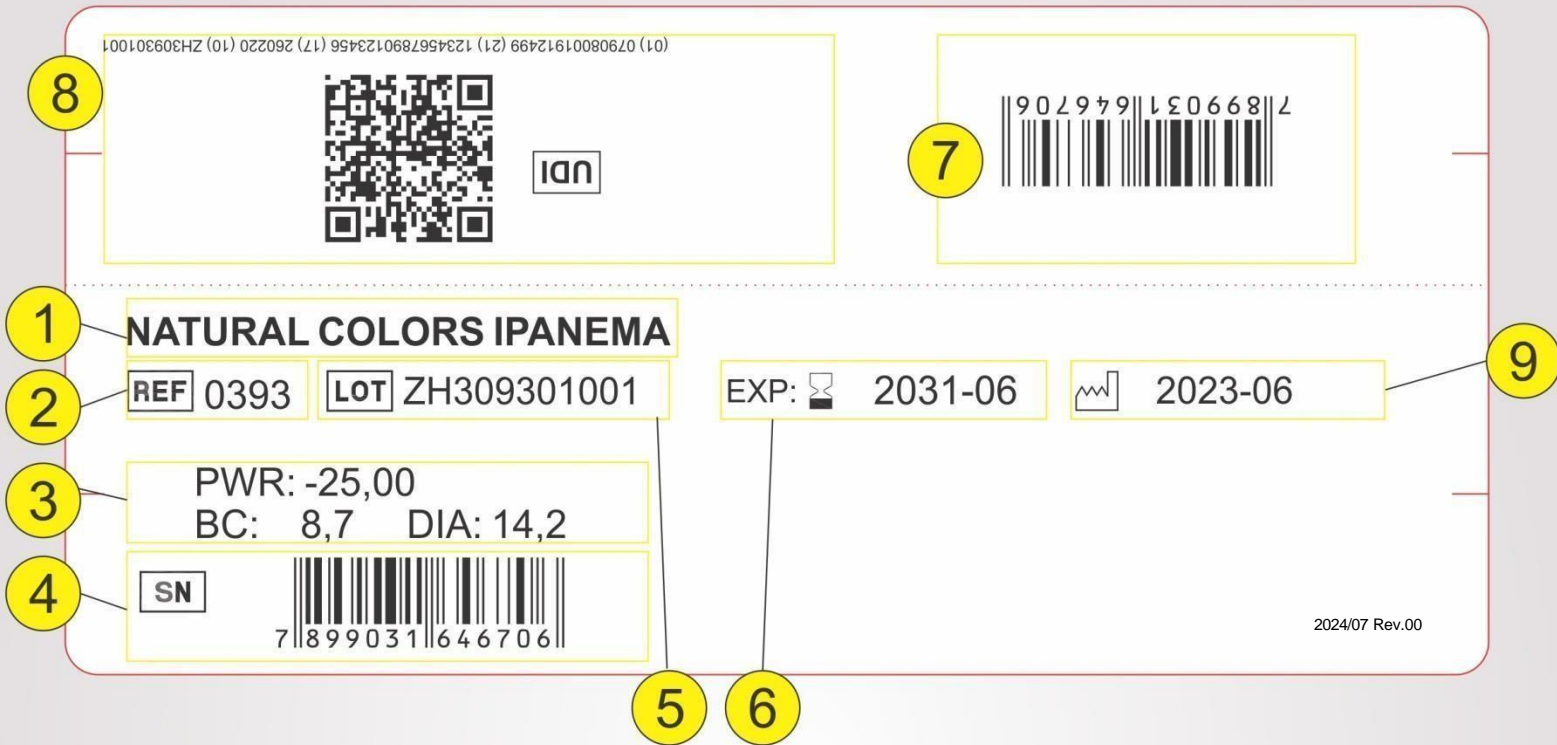 (01) 07908001912499 (21) 1234567890123456 (17) 260220 (10) ZH309301001
8
UDI
7
7 899031 646706
1
NATURAL COLORS IPANEMA
2
REF 0393 LOT ZH309301001 EXP: 2031-06 2023-06
9
3
PWR: -25,00
BC: 8,7 DIA: 14,2
4
SN
7 899031 646706
2024/07 Rev.00
5
6